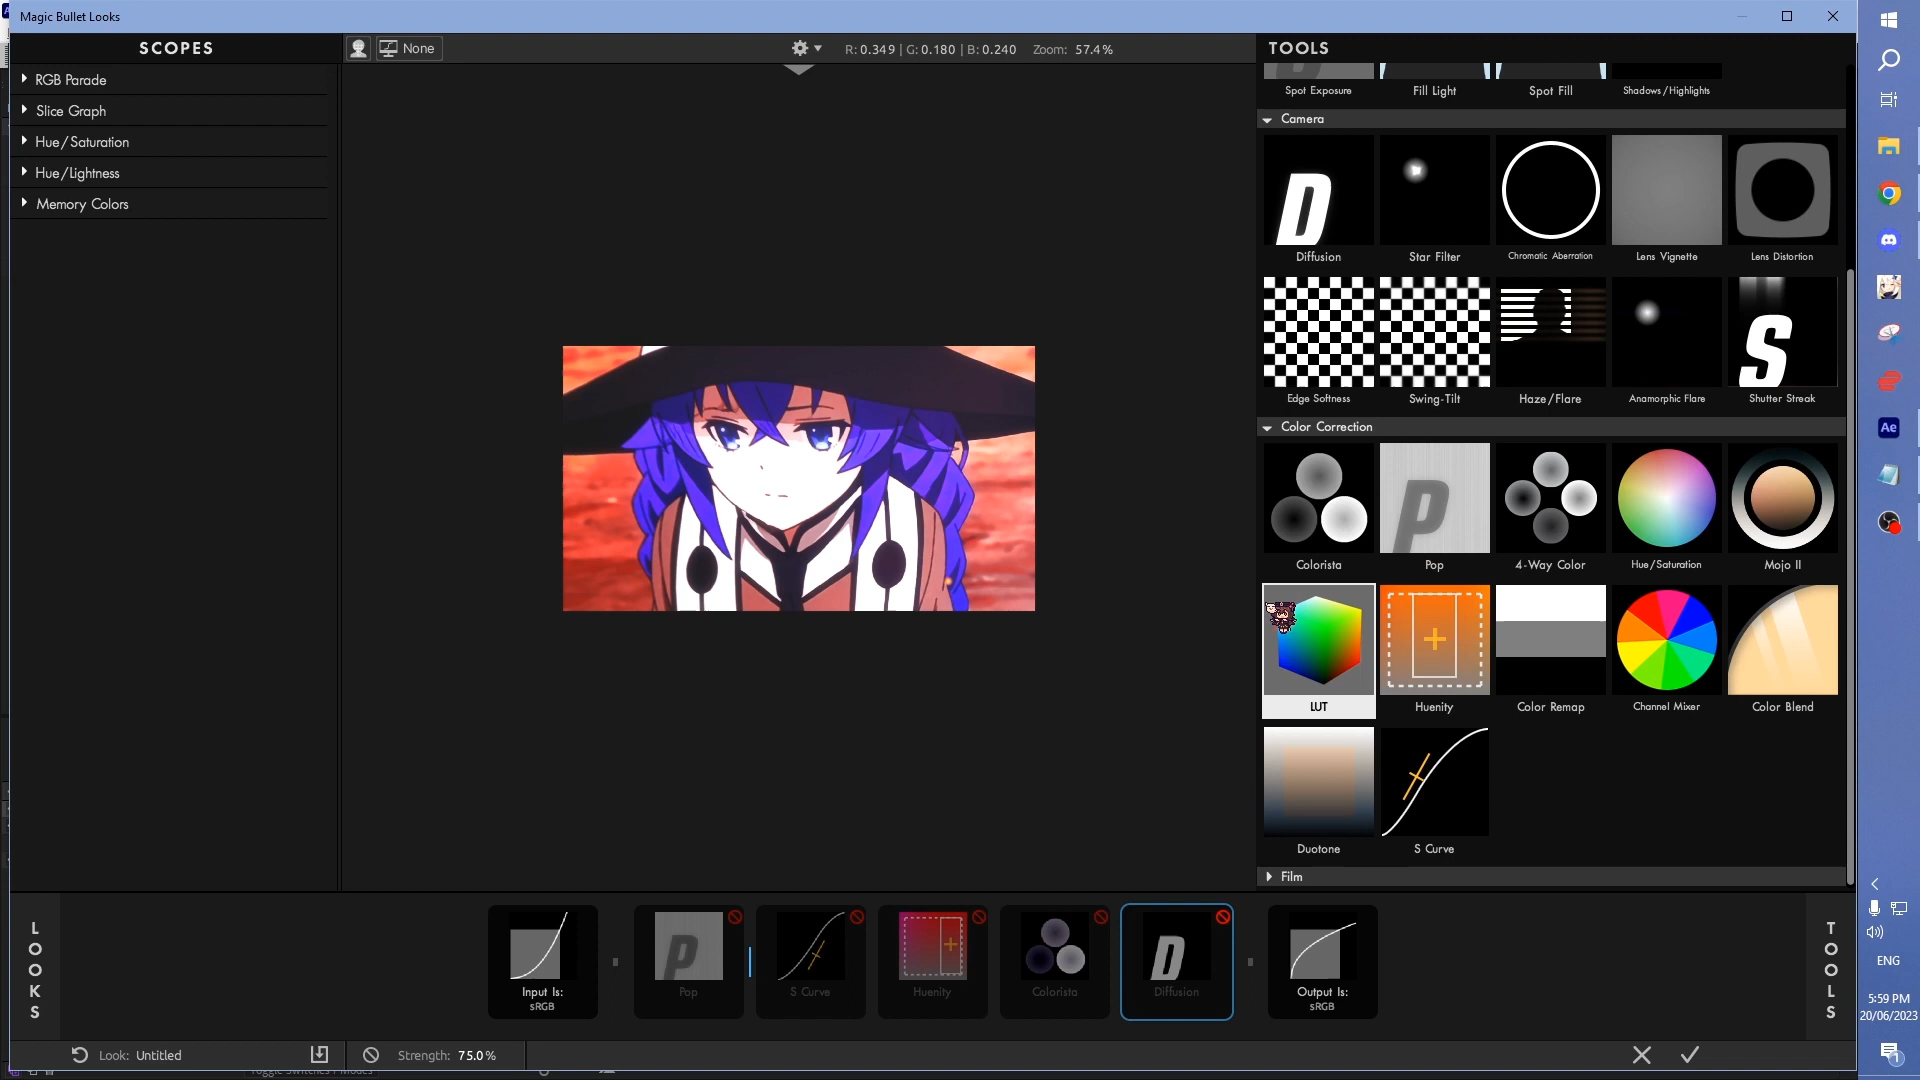 Magic Bullet Looks
SCOPES
RGB Parade
Slice Graph
Hue/Saturation
Hue/Lightness
Memory Colors
None
R: 0.349 | G: 0.180 | B: 0.240 Zoom: 57.4%
TOOLS
Spot Exposure Fill Light Spot Fill Shadows/Highlights
Camera
D
S
Diffusion Star Filter Chromatic Aberration Lens Vignette Lens Distortion
Edge Softness Swing-Tilt Haze/Flare Anamorphic Flare Shutter Streak
Color Correction
P
Colorista Pop 4-Way Color Hue/Saturation Mojo II
LUT Huenity Color Remap Channel Mixer Color Blend
Duotone S Curve
Film
LOOKS
Input Is:
sRGB
P
Pop
S Curve
Huenity
Colorista
D
Diffusion
Output Is:
sRGB
TOOLS
Look: Untitled
Strength: 75.0%
Ae
ENG
5:59 PM
20/06/2023
1